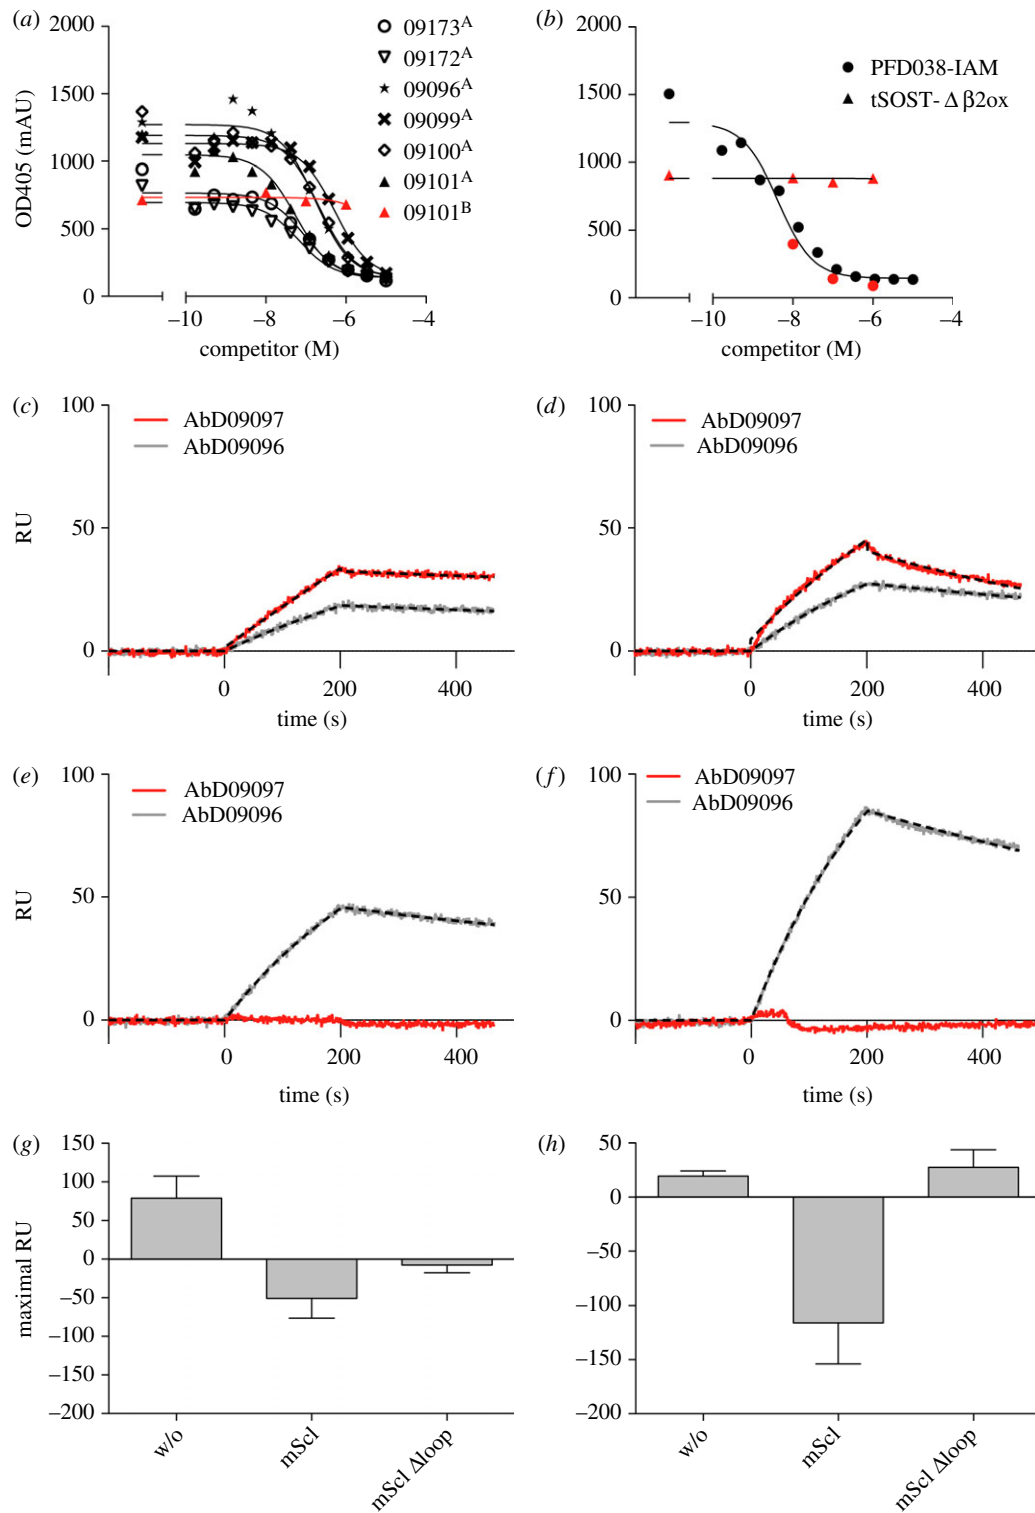 (a)
2000
1500
1000
500
0
OD405 (mAU)
−10
−8
−6
−4
competitor (M)
09173A
09172A
09096A
09099A
09100A
09101A
09101B
(b)
2000
1500
1000
500
0
−10
−8
−6
−4
competitor (M)
PFD038-IAM
tSOST-Δβ2ox
(c)
100
50
0
RU
0
200
400
time (s)
AbD09097
AbD09096
(d)
100
50
0
0
200
400
time (s)
AbD09097
AbD09096
(e)
100
50
0
RU
0
200
400
time (s)
AbD09097
AbD09096
(f)
100
50
0
0
200
400
time (s)
AbD09097
AbD09096
(g)
150
100
50
0
−50
−100
−150
−200
maximal RU
w/o
mScl
mScl Δloop
(h)
50
0
−50
−100
−150
−200
w/o
mScl
mScl Δloop